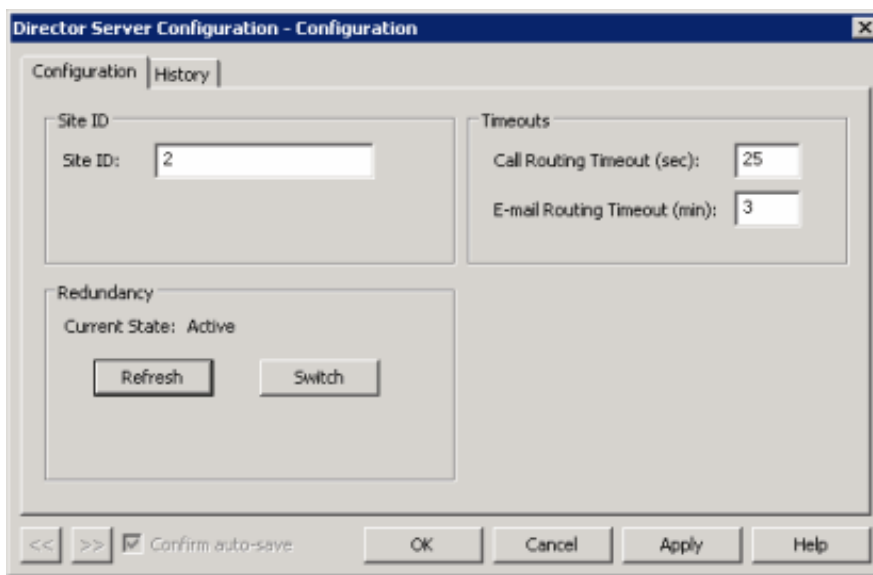 Director Server Configuration - Configuration
Configuration
History
Site ID
Site ID: 2
Timeouts
Call Routing Timeout (sec): 25
E-mail Routing Timeout (min): 3
Redundancy
Current State: Active
Refresh
Switch
<< >> Confirm auto-save OK Cancel Apply Help